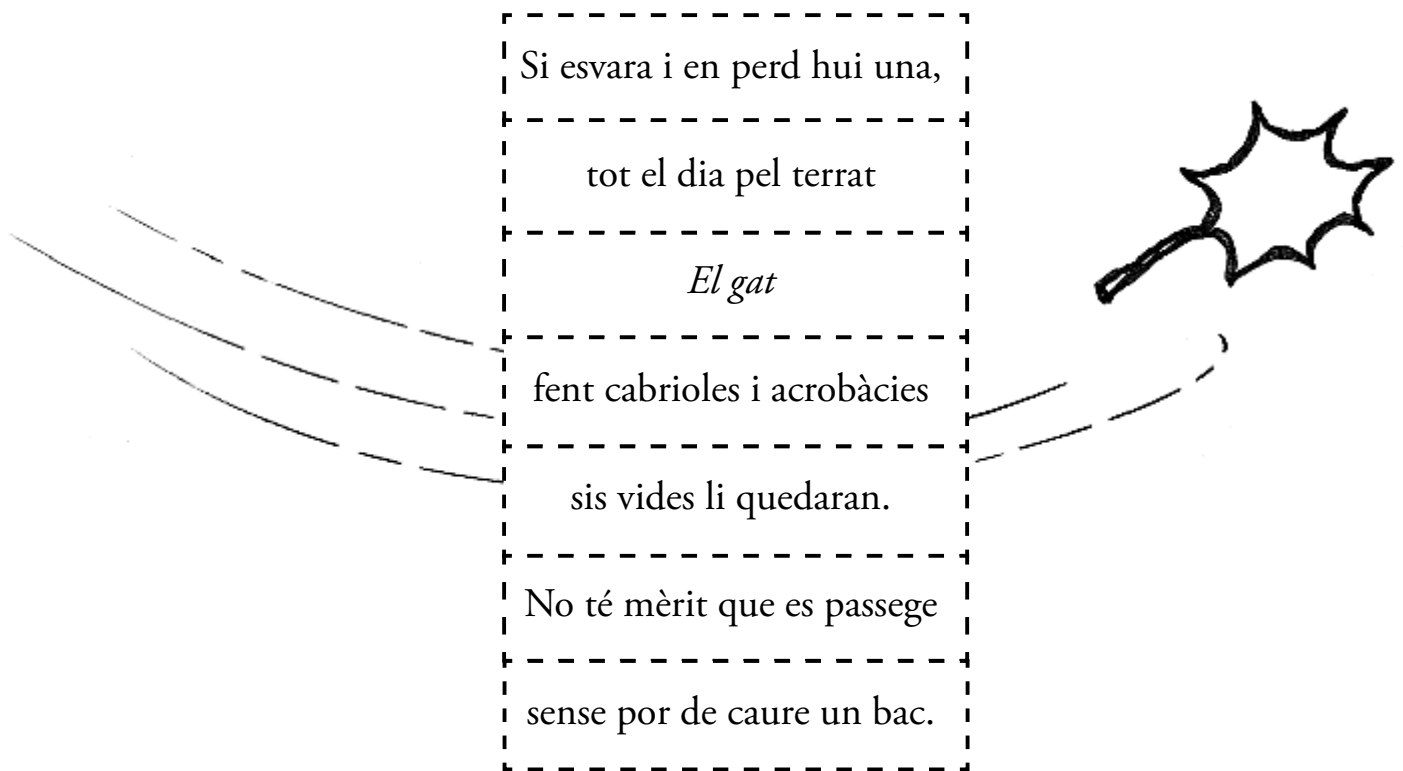 Si esvara i en perd hui una,
tot el dia pel terrat
El gat
fent cabrioles i acrobàcies
sis vides li quedaran.
No té mèrit que es passege
sense por de caure un bac.